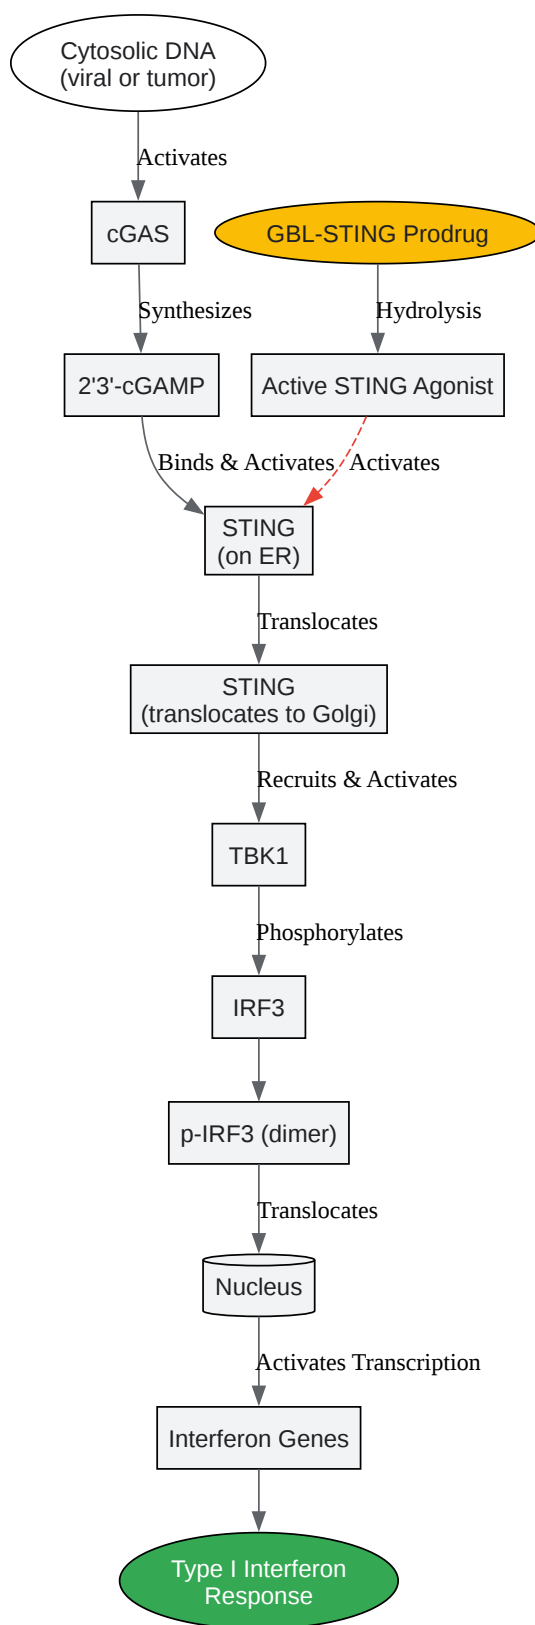 Cytosolic DNA
(viral or tumor)
Activates
cGAS
GBL-STING Prodrug
Synthesizes
Hydrolysis
2'3'-cGAMP
Active STING Agonist
Binds & Activates
Activates
STING
(on ER)
Translocates
STING
(translocates to Golgi)
Recruits & Activates
TBK1
Phosphorylates
IRF3
p-IRF3 (dimer)
Translocates
Nucleus
Activates Transcription
Interferon Genes
Type I Interferon
Response